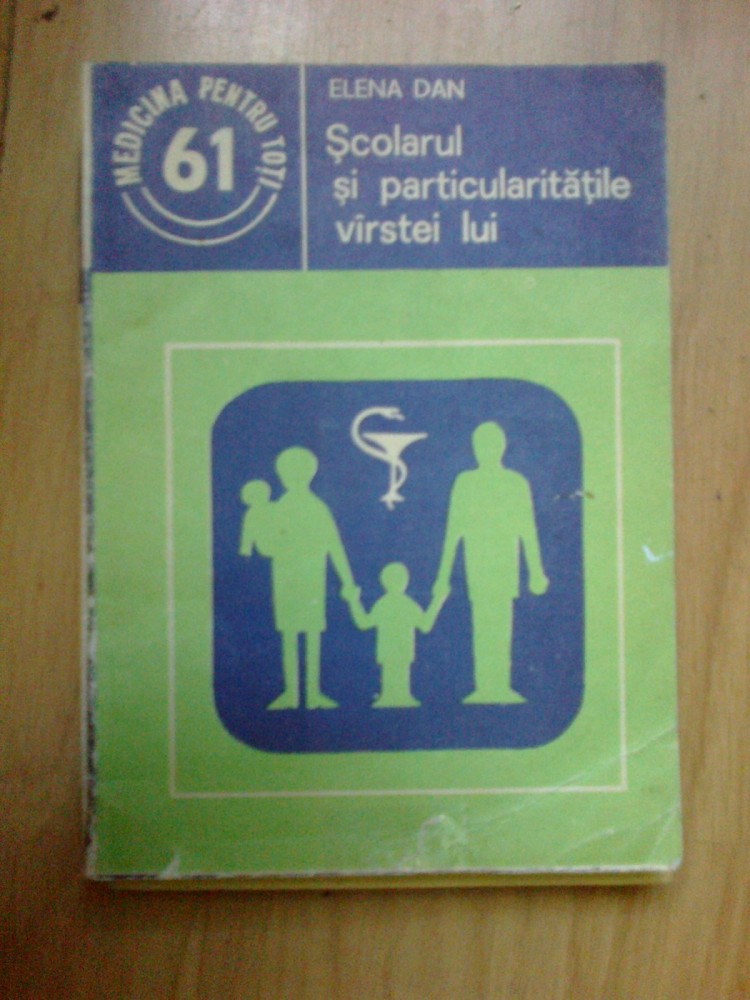 MEDICINA PENTRU TOȚI
61
ELENA DAN
Școlarul
și particularitățile
vîrstei lui